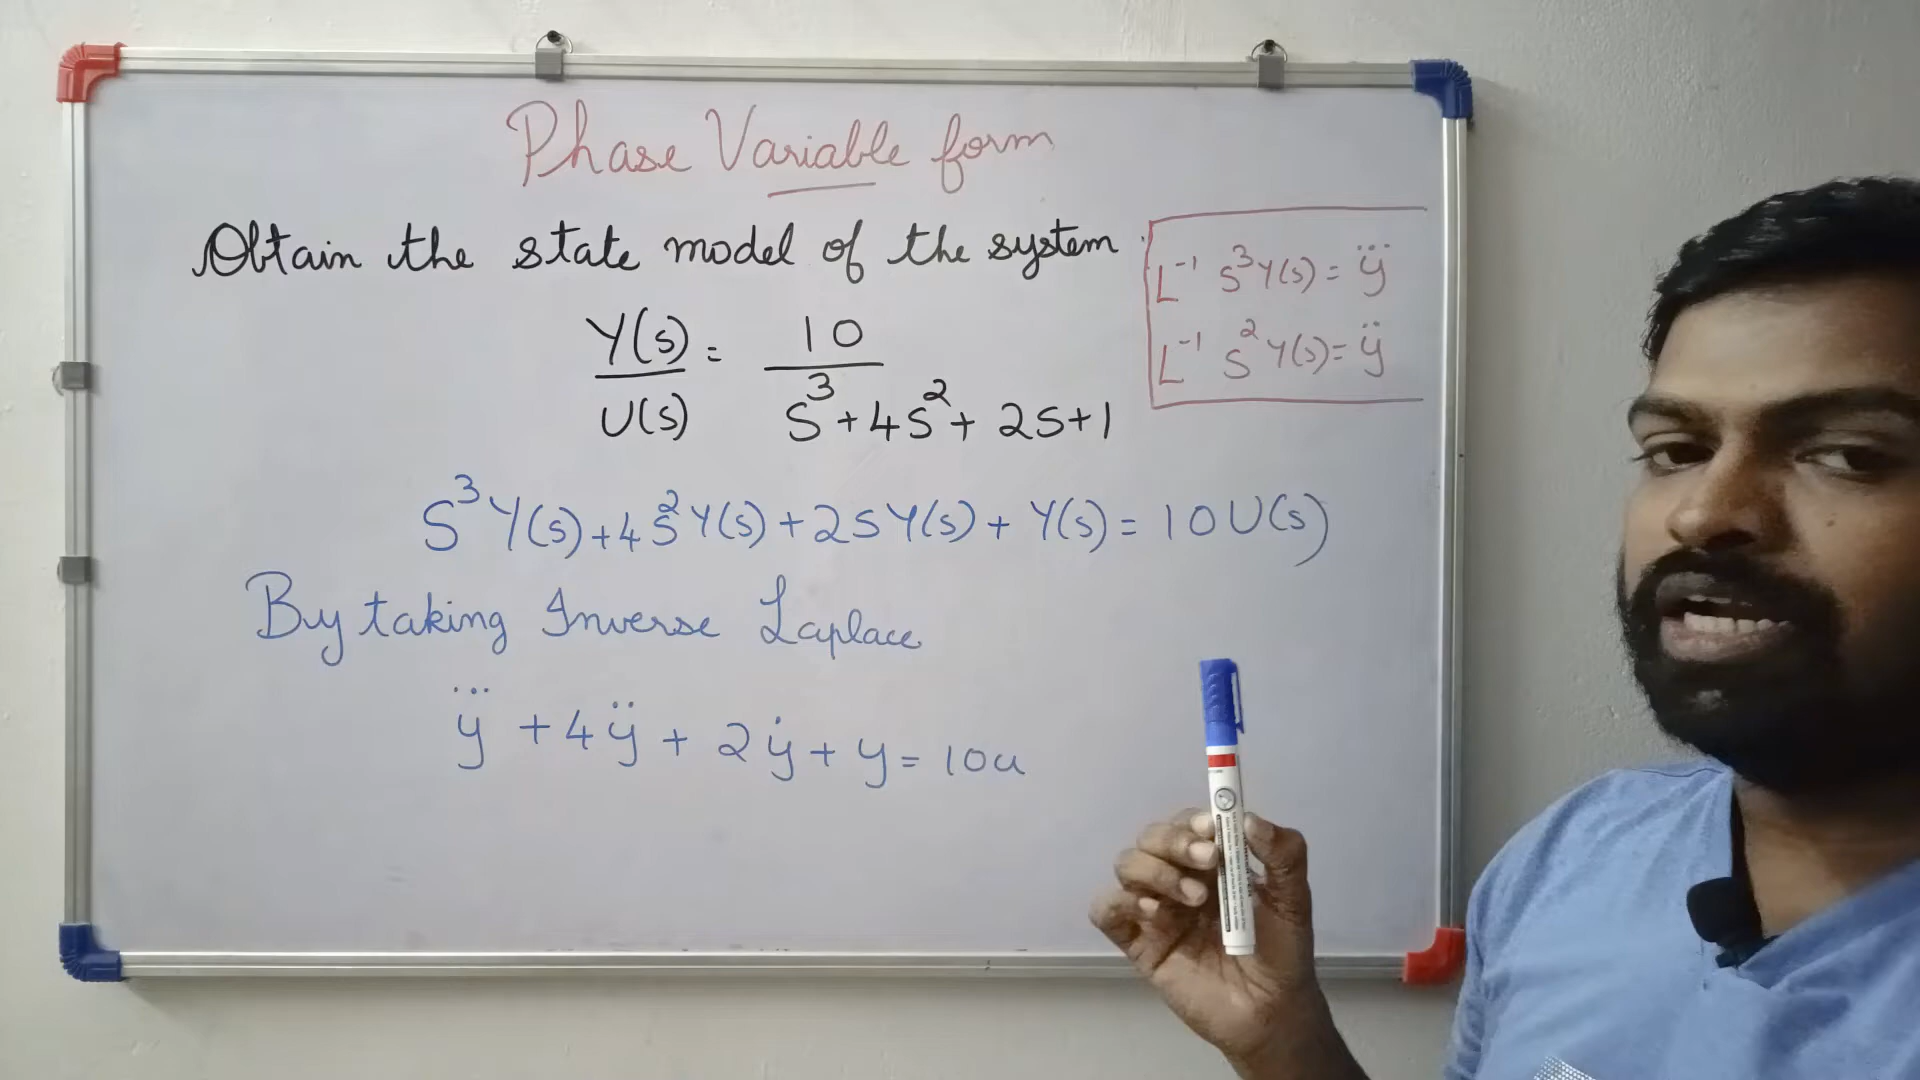 Phase Variable form
Obtain the state model of the system
L⁻¹ S³Y(s) = y⃛
L⁻¹ S²Y(s) = ÿ
Y(s)/U(s) = 10/(S³ + 4S² + 2S + 1)
S³Y(s) + 4S²Y(s) + 2SY(s) + Y(s) = 10U(s)
By taking Inverse Laplace
y⃛ + 4ÿ + 2ẏ + y = 10u